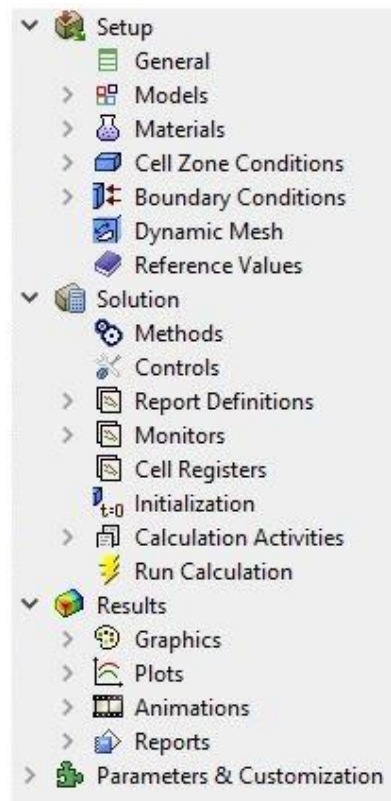 Setup
General
Models
Materials
Cell Zone Conditions
Boundary Conditions
Dynamic Mesh
Reference Values
Solution
Methods
Controls
Report Definitions
Monitors
Cell Registers
t=0 Initialization
Calculation Activities
Run Calculation
Results
Graphics
Plots
Animations
Reports
Parameters & Customization